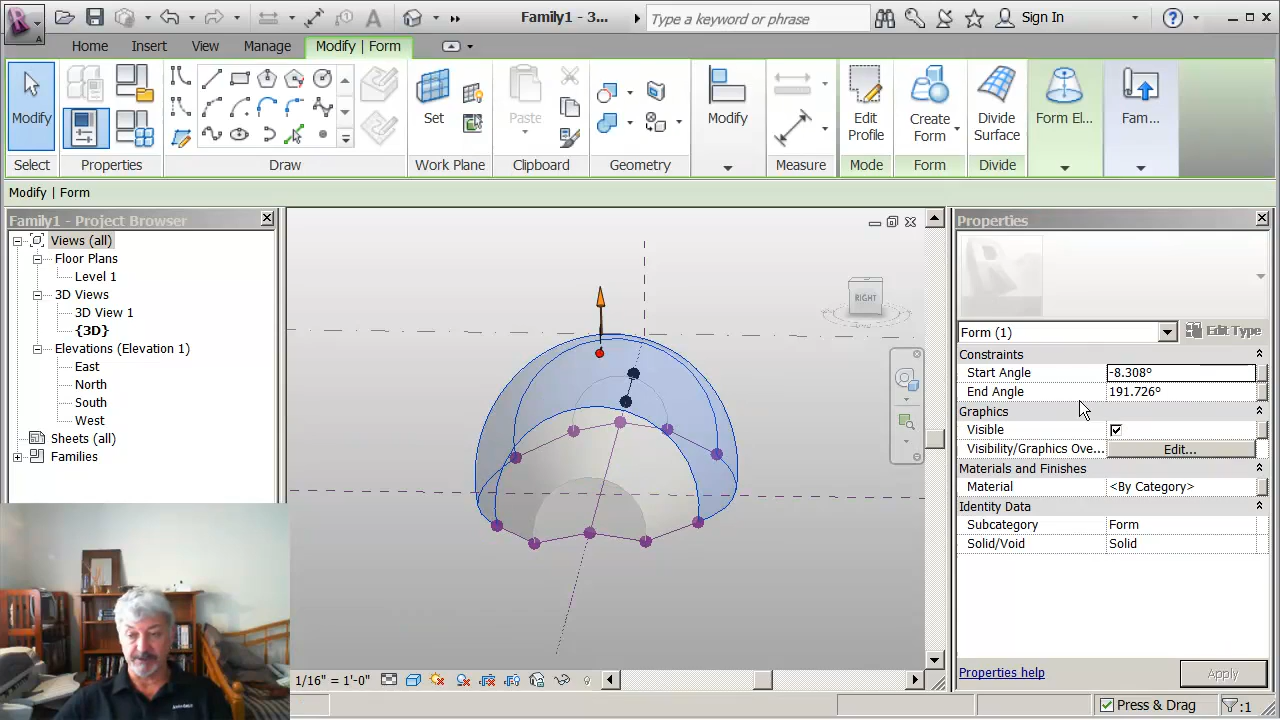 Family1 - 3...
Type a keyword or phrase
Sign In
Home
Insert
View
Manage
Modify | Form
Modify
Set
Paste
Modify
Edit
Profile
Create
Form
Divide
Surface
Form El...
Fam...
Select
Properties
Draw
Work Plane
Clipboard
Geometry
Measure
Mode
Form
Divide
Modify | Form
Family1 - Project Browser
Views (all)
Floor Plans
Level 1
3D Views
3D View 1
{3D}
Elevations (Elevation 1)
East
North
South
West
Sheets (all)
Families
RIGHT
1/16" = 1'-0"
Properties
Form (1)
Edit Type
Constraints
Start Angle -8.308°
End Angle 191.726°
Graphics
Visible
Visibility/Graphics Ove... Edit...
Materials and Finishes
Material <By Category>
Identity Data
Subcategory Form
Solid/Void Solid
Properties help
Apply
Press & Drag
:1